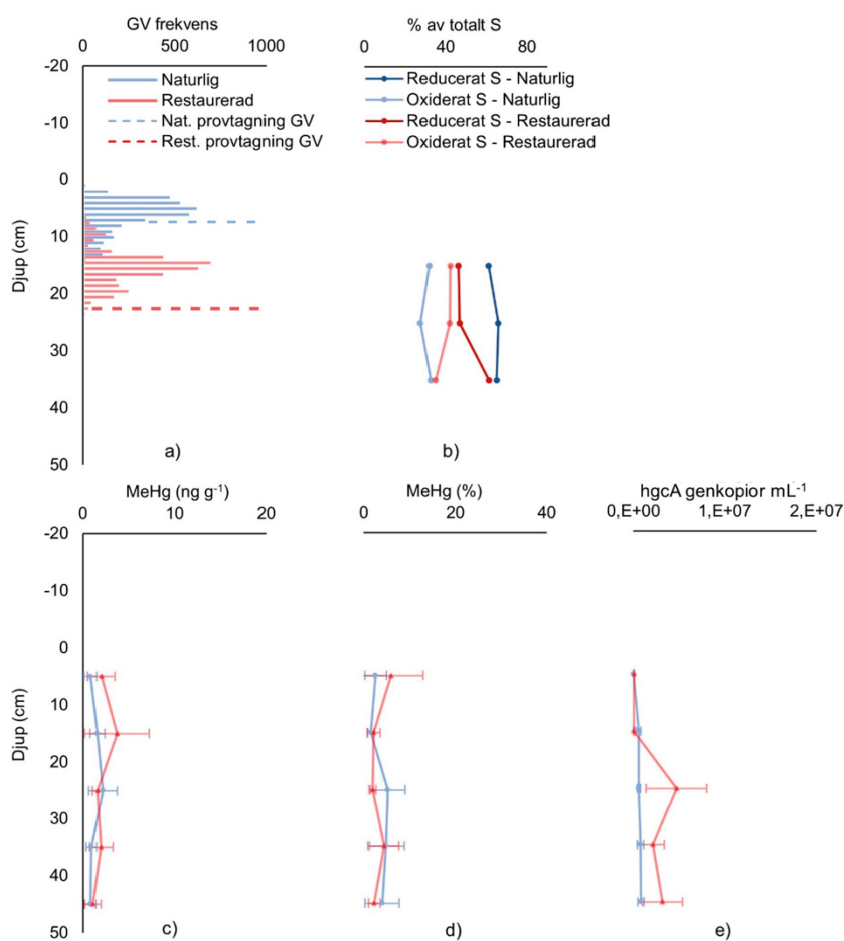 GV frekvens
0 500 1000
-20
-10
0
10
20
30
40
50
Djup (cm)
Naturlig
Restaurerad
Nat. provtagning GV
Rest. provtagning GV
a)
% av totalt S
0 40 80
Reducerat S - Naturlig
Oxiderat S - Naturlig
Reducerat S - Restaurerad
Oxiderat S - Restaurerad
b)
MeHg (ng g⁻¹)
0 10 20
-20
-10
0
10
20
30
40
50
Djup (cm)
c)
MeHg (%)
0 20 40
d)
hgcA genkopior mL⁻¹
0,E+00 1,E+07 2,E+07
e)